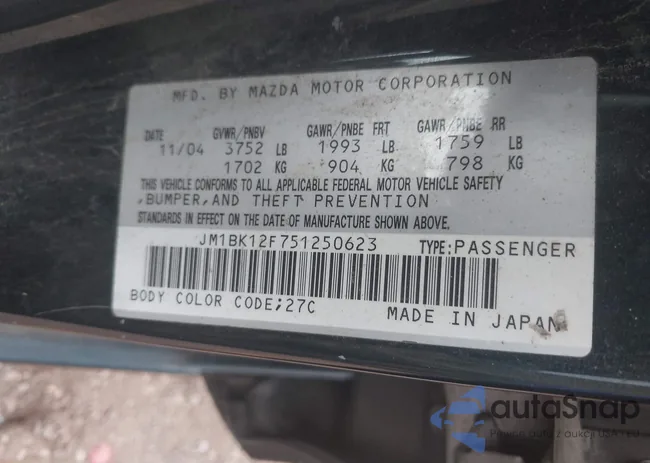 MFD. BY MAZDA MOTOR CORPORATION
DATE GVWR/PNBV GAWR/PNBE FRT GAWR/PNBE RR
11/04 3752 LB 1993 LB 1759 LB
1702 KG 904 KG 798 KG
THIS VEHICLE CONFORMS TO ALL APPLICABLE FEDERAL MOTOR VEHICLE SAFETY
,BUMPER,AND THEFT PREVENTION
STANDARDS IN EFFECT ON THE DATE OF MANUFACTURE SHOWN ABOVE.
JM1BK12F751250623 TYPE:PASSENGER
BODY COLOR CODE;27C MADE IN JAPAN
autoSnap
auto z aukcji USA